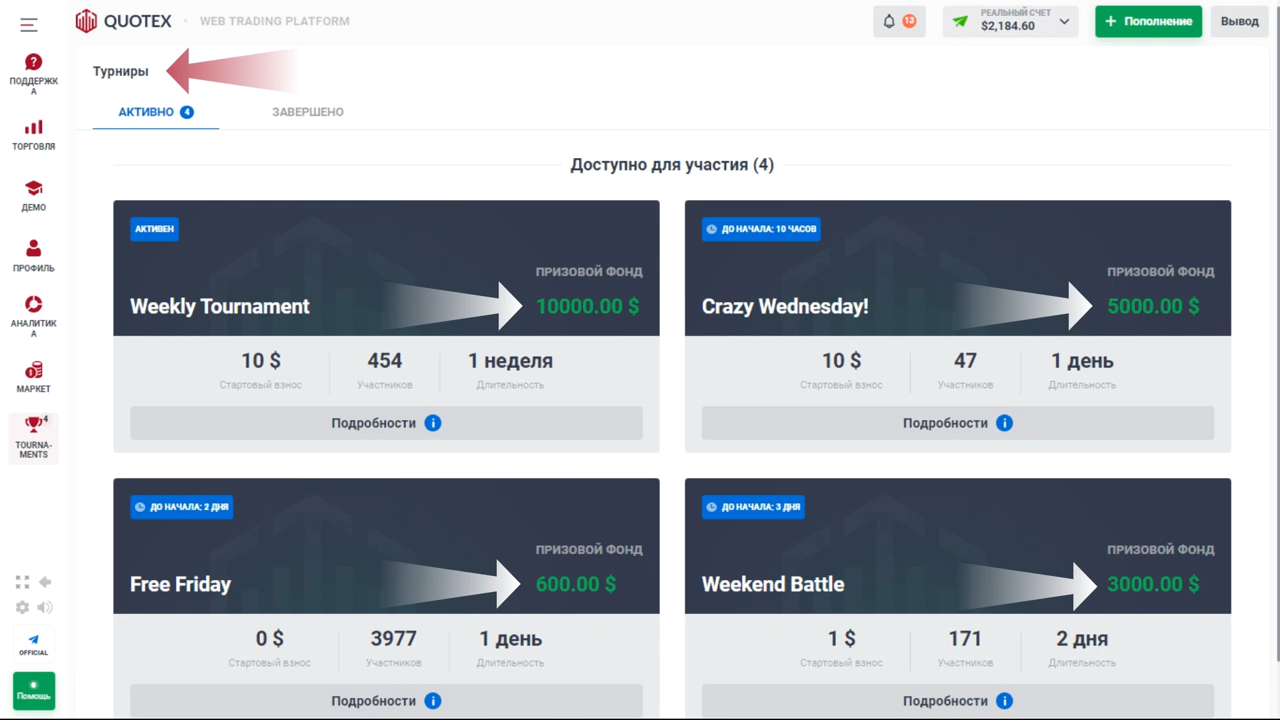 QUOTEX
WEB TRADING PLATFORM
13
РЕАЛЬНЫЙ СЧЕТ
$2,184.60
+ Пополнение
Вывод
ПОДДЕРЖК
А
ТОРГОВЛЯ
ДЕМО
ПРОФИЛЬ
АНАЛИТИК
А
МАРКЕТ
4
TOURNA-
MENTS
OFFICIAL
Помощь
Турниры
АКТИВНО 4
ЗАВЕРШЕНО
Доступно для участия (4)
АКТИВЕН
ПРИЗОВОЙ ФОНД
Weekly Tournament
10000.00 $
10 $
454
1 неделя
Стартовый взнос
Участников
Длительность
Подробности
ДО НАЧАЛА: 10 ЧАСОВ
ПРИЗОВОЙ ФОНД
Crazy Wednesday!
5000.00 $
10 $
47
1 день
Стартовый взнос
Участников
Длительность
Подробности
ДО НАЧАЛА: 2 ДНЯ
ПРИЗОВОЙ ФОНД
Free Friday
600.00 $
0 $
3977
1 день
Стартовый взнос
Участников
Длительность
Подробности
ДО НАЧАЛА: 3 ДНЯ
ПРИЗОВОЙ ФОНД
Weekend Battle
3000.00 $
1 $
171
2 дня
Стартовый взнос
Участников
Длительность
Подробности